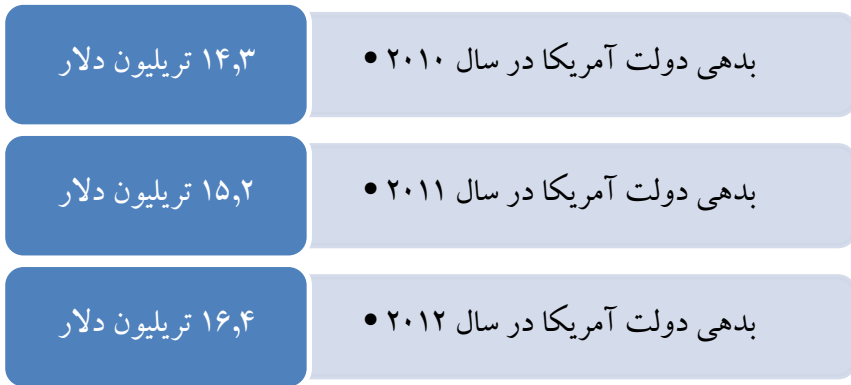 بدهی دولت آمریکا در سال ۲۰۱۰ •
۱۴,۳ تریلیون دلار
بدهی دولت آمریکا در سال ۲۰۱۱ •
۱۵,۲ تریلیون دلار
بدهی دولت آمریکا در سال ۲۰۱۲ •
۱۶,۴ تریلیون دلار